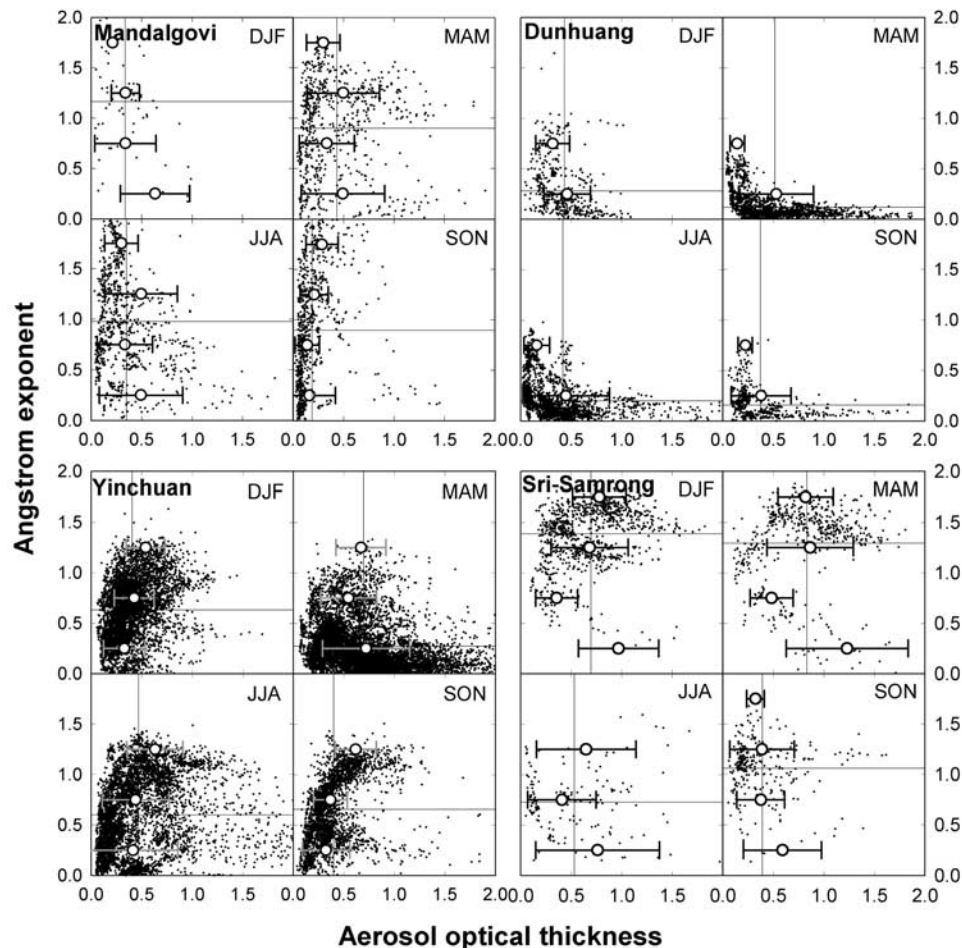 2.0 Mandalgovi DJF MAM Dunhuang DJF MAM 2.0
1.5 1.5
1.0 1.0
0.5 0.5
0.0 0.0
JJA SON JJA SON
1.5 1.5
1.0 1.0
0.5 0.5
0.0 0.0
0.0 0.5 1.0 1.5 0.0 0.5 1.0 1.5 2.0 0.0 0.5 1.0 1.5 0.0 0.5 1.0 1.5 2.0
Angstrom exponent
2.0 Yinchuan DJF MAM Sri-Samrong DJF MAM 2.0
1.5 1.5
1.0 1.0
0.5 0.5
0.0 0.0
JJA SON JJA SON
1.5 1.5
1.0 1.0
0.5 0.5
0.0 0.0
0.0 0.5 1.0 1.5 0.0 0.5 1.0 1.5 2.0 0.0 0.5 1.0 1.5 0.0 0.5 1.0 1.5 2.0
Aerosol optical thickness